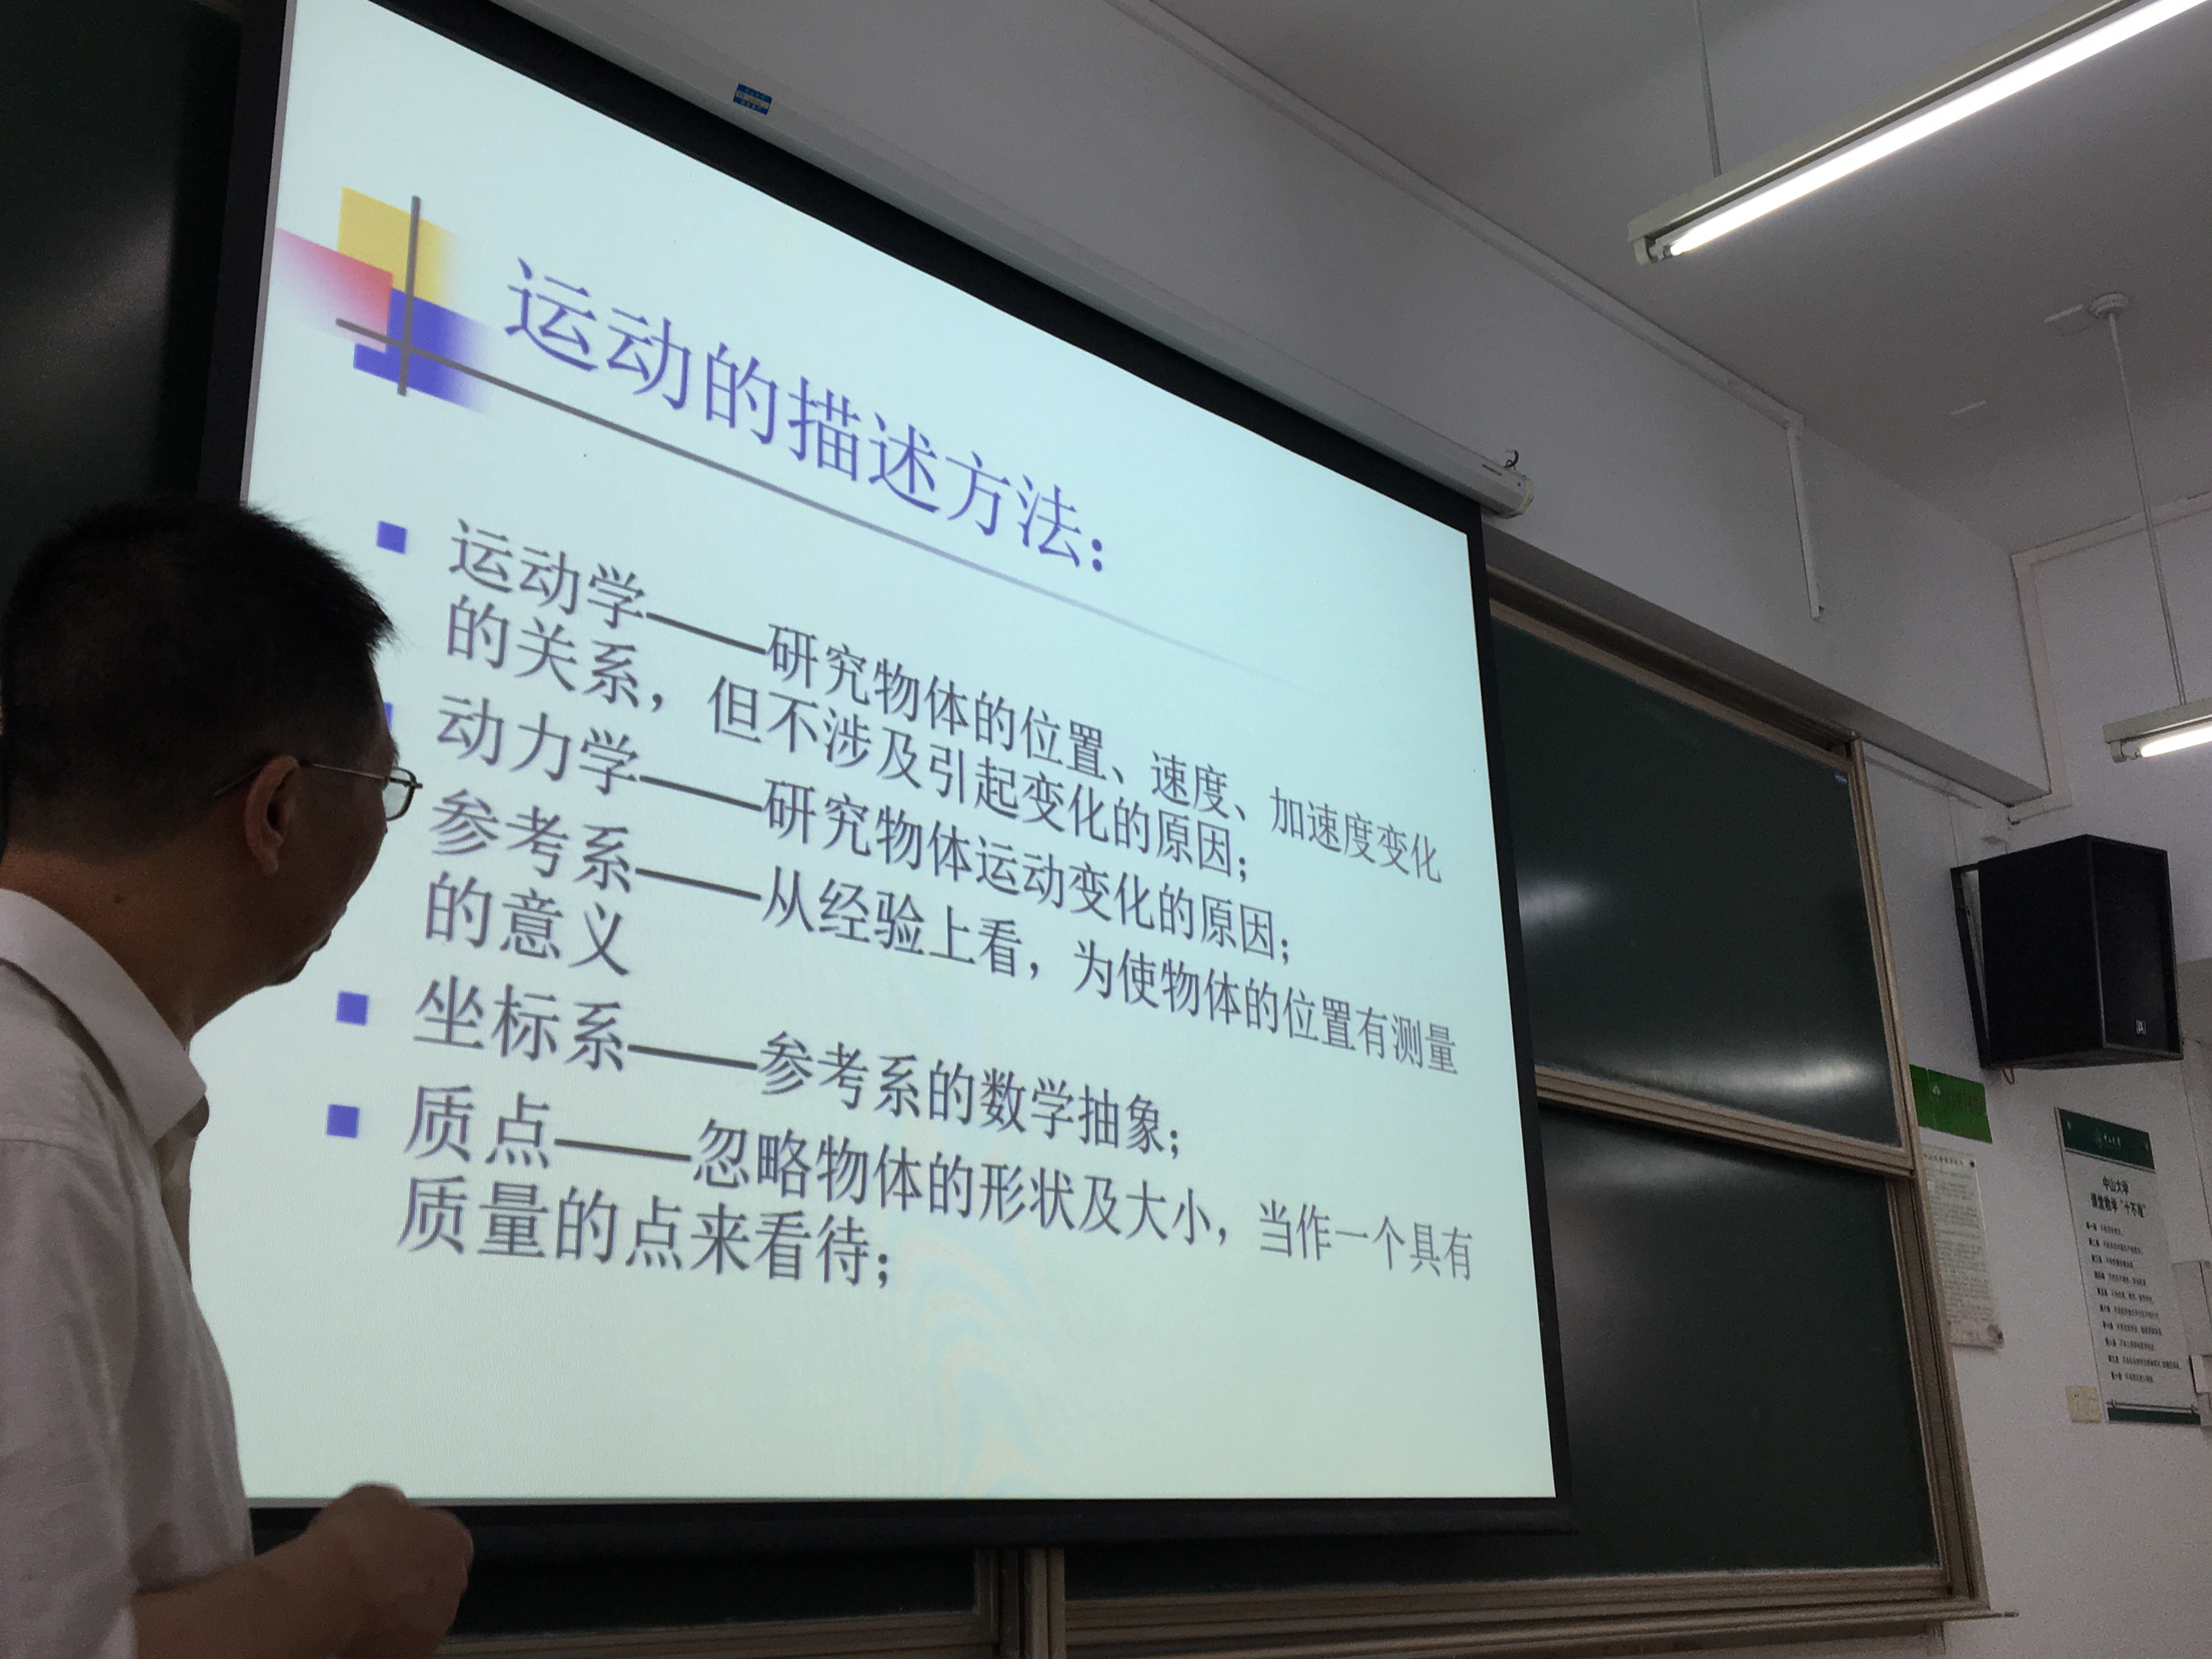 运动的描述方法：
运动学——研究物体的位置、速度、加速度变化
的关系，但不涉及引起变化的原因；
动力学——研究物体运动变化的原因；
参考系——从经验上看，为使物体的位置有测量
的意义
坐标系——参考系的数学抽象；
质点——忽略物体的形状及大小，当作一个具有
质量的点来看待；
中山大学
课堂教学“十不准”